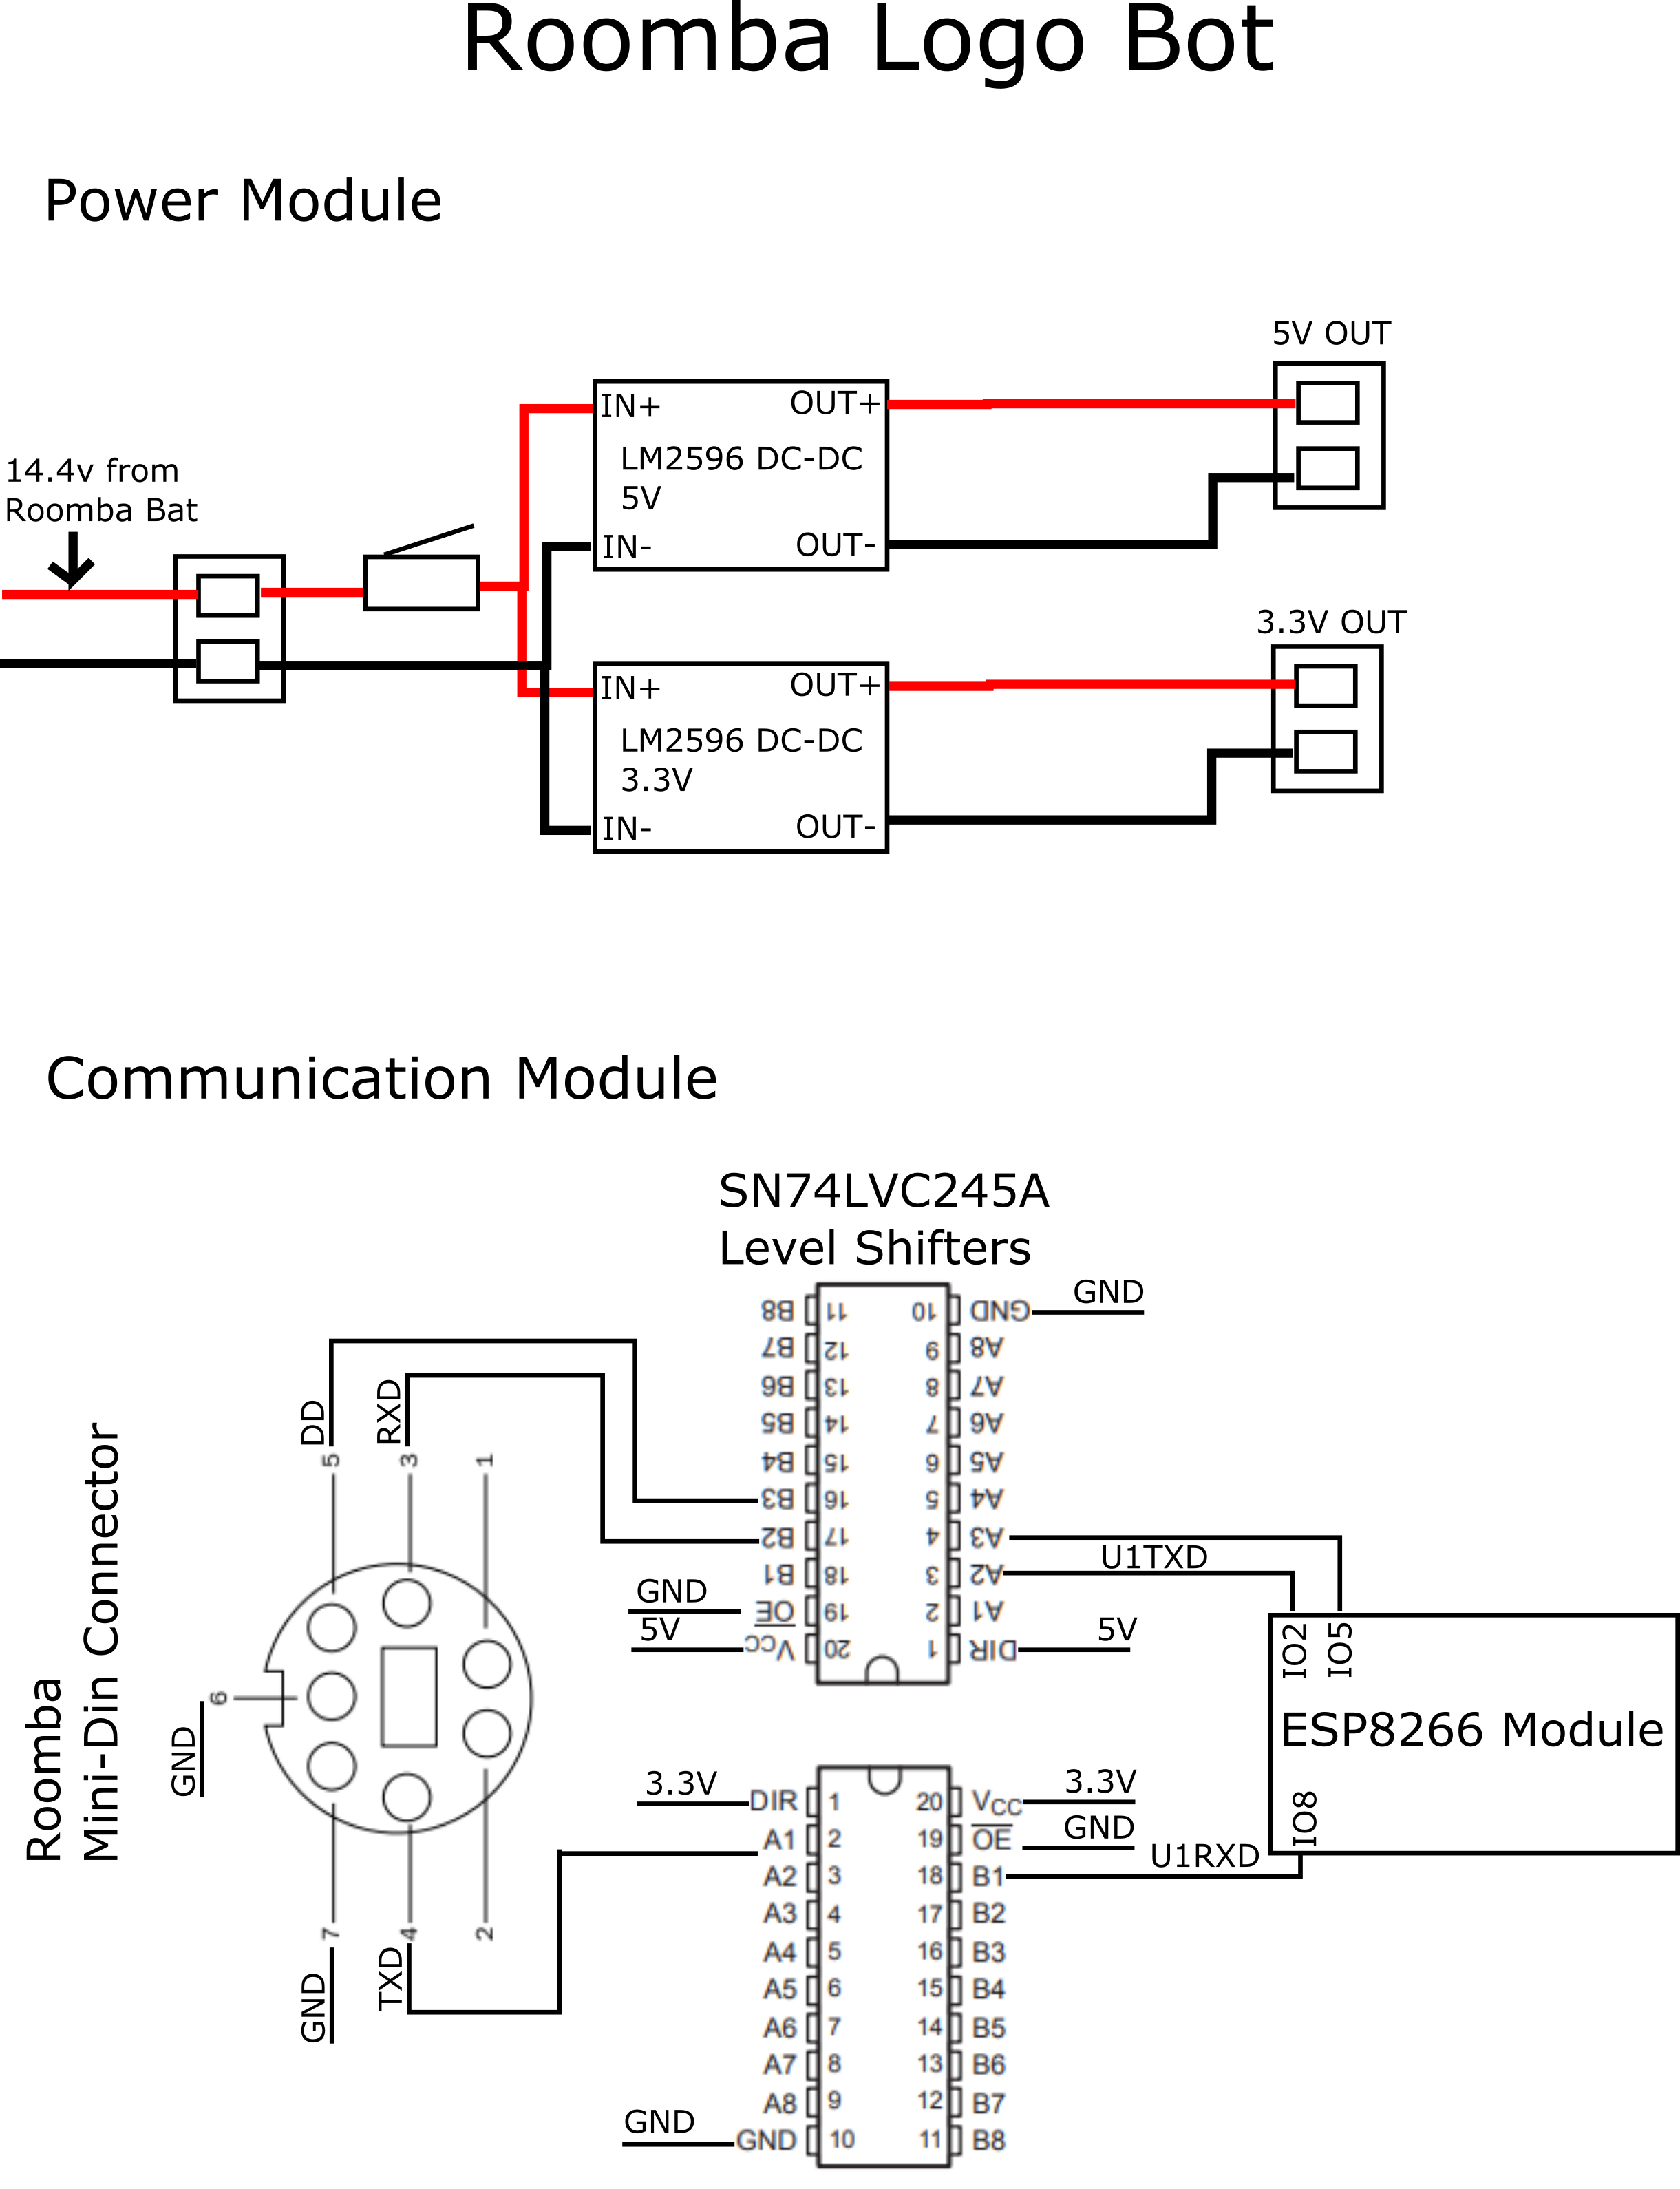 Roomba Logo Bot
Power Module
14.4v from
Roomba Bat
IN+
OUT+
LM2596 DC-DC
5V
IN-
OUT-
5V OUT
IN+
OUT+
LM2596 DC-DC
3.3V
IN-
OUT-
3.3V OUT
Communication Module
Roomba
Mini-Din Connector
DD
RXD
5
3
1
6
GND
7
4
2
GND
TXD
SN74LVC245A
Level Shifters
B8 11 10 GND
GND
B7 12 9 A8
B6 13 8 A7
B5 14 7 A6
B4 15 6 A5
B3 16 5 A4
B2 17 4 A3
B1 18 3 A2
U1TXD
GND
OE 19 2 A1
5V
VCC 20 1 DIR
5V
3.3V
DIR 1 20 VCC
3.3V
A1 2 19 OE
GND
A2 3 18 B1
U1RXD
A3 4 17 B2
A4 5 16 B3
A5 6 15 B4
A6 7 14 B5
A7 8 13 B6
A8 9 12 B7
GND
GND 10 11 B8
IO2
IO5
ESP8266 Module
IO8